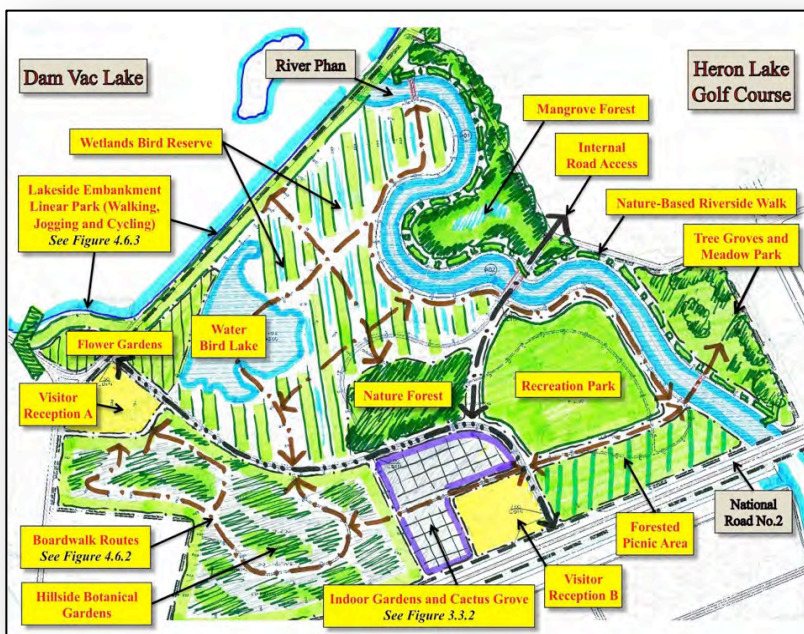 Dam Vac Lake
River Phan
Heron Lake
Golf Course
Mangrove Forest
Wetlands Bird Reserve
Internal
Road Access
Lakeside Embankment
Linear Park (Walking,
Jogging and Cycling)
See Figure 4.6.3
Nature-Based Riverside Walk
Tree Groves and
Meadow Park
Flower Gardens
Water
Bird Lake
Visitor
Reception A
Nature Forest
Recreation Park
Boardwalk Routes
See Figure 4.6.2
Hillside Botanical
Gardens
Indoor Gardens and Cactus Grove
See Figure 3.3.2
Visitor
Reception B
Forested
Picnic Area
National
Road No.2